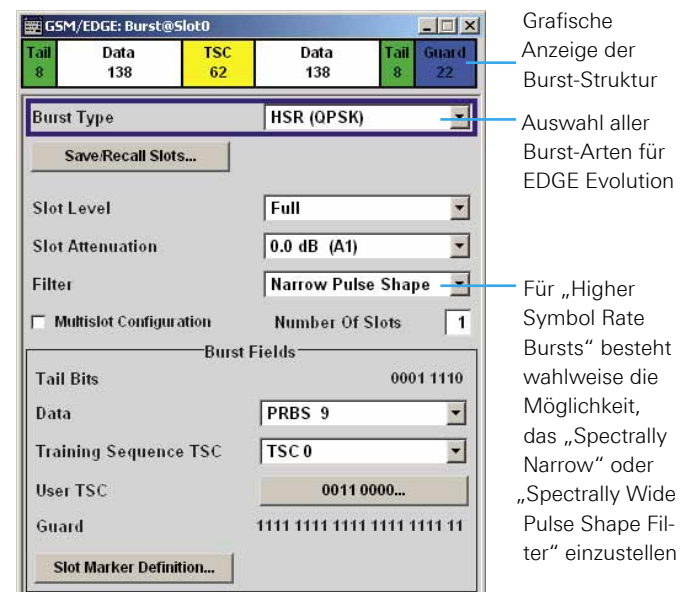 GSM/EDGE: Burst@Slot0
Tail Data TSC Data Tail Guard
8 138 62 138 8 22
Burst Type HSR (QPSK)
Save/Recall Slots...
Slot Level Full
Slot Attenuation 0.0 dB (A1)
Filter Narrow Pulse Shape
Multislot Configuration Number Of Slots 1
Burst Fields
Tail Bits 0001 1110
Data PRBS 9
Training Sequence TSC TSC 0
User TSC 0011 0000...
Guard 1111 1111 1111 1111 1111 11
Slot Marker Definition...
Grafische
Anzeige der
Burst-Struktur
Auswahl aller
Burst-Arten für
EDGE Evolution
Für „Higher
Symbol Rate
Bursts“ besteht
wahlweise die
Möglichkeit,
das „Spectrally
Narrow“ oder
„Spectrally Wide
Pulse Shape Fil-
ter“ einzustellen